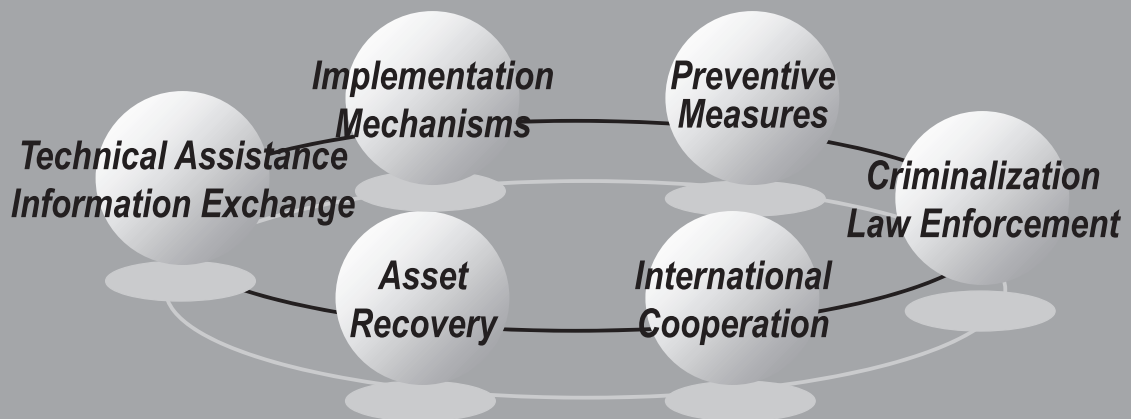 Implementation
Mechanisms
Preventive
Measures
Technical Assistance
Information Exchange
Criminalization
Law Enforcement
Asset
Recovery
International
Cooperation